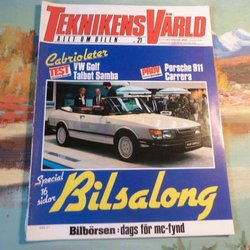 TEKNIKENS VÄRLD
ALLT OM BILEN
21
Cabrioleter
TEST
VW Golf
Talbot Samba
PROV
Porsche 911
Carrera
Special
16
sidor
Bilsalong
Bilbörsen: dags för mc-fynd